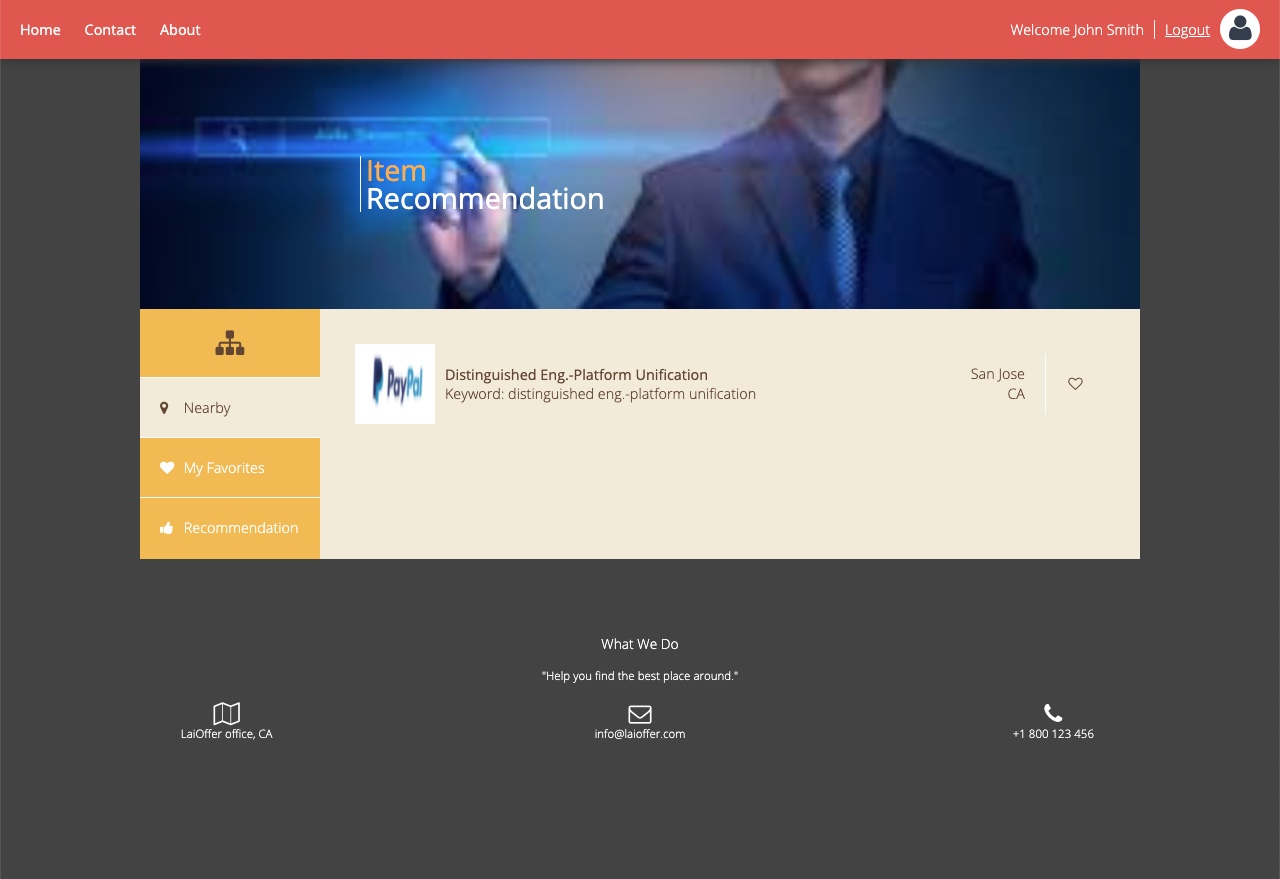 Home
Contact
About
Welcome John Smith
Logout
Item
Recommendation
Nearby
My Favorites
Recommendation
PayPal
Distinguished Eng.-Platform Unification
Keyword: distinguished eng.-platform unification
San Jose
CA
What We Do
"Help you find the best place around."
LaiOffer office, CA
info@laioffer.com
+1 800 123 456